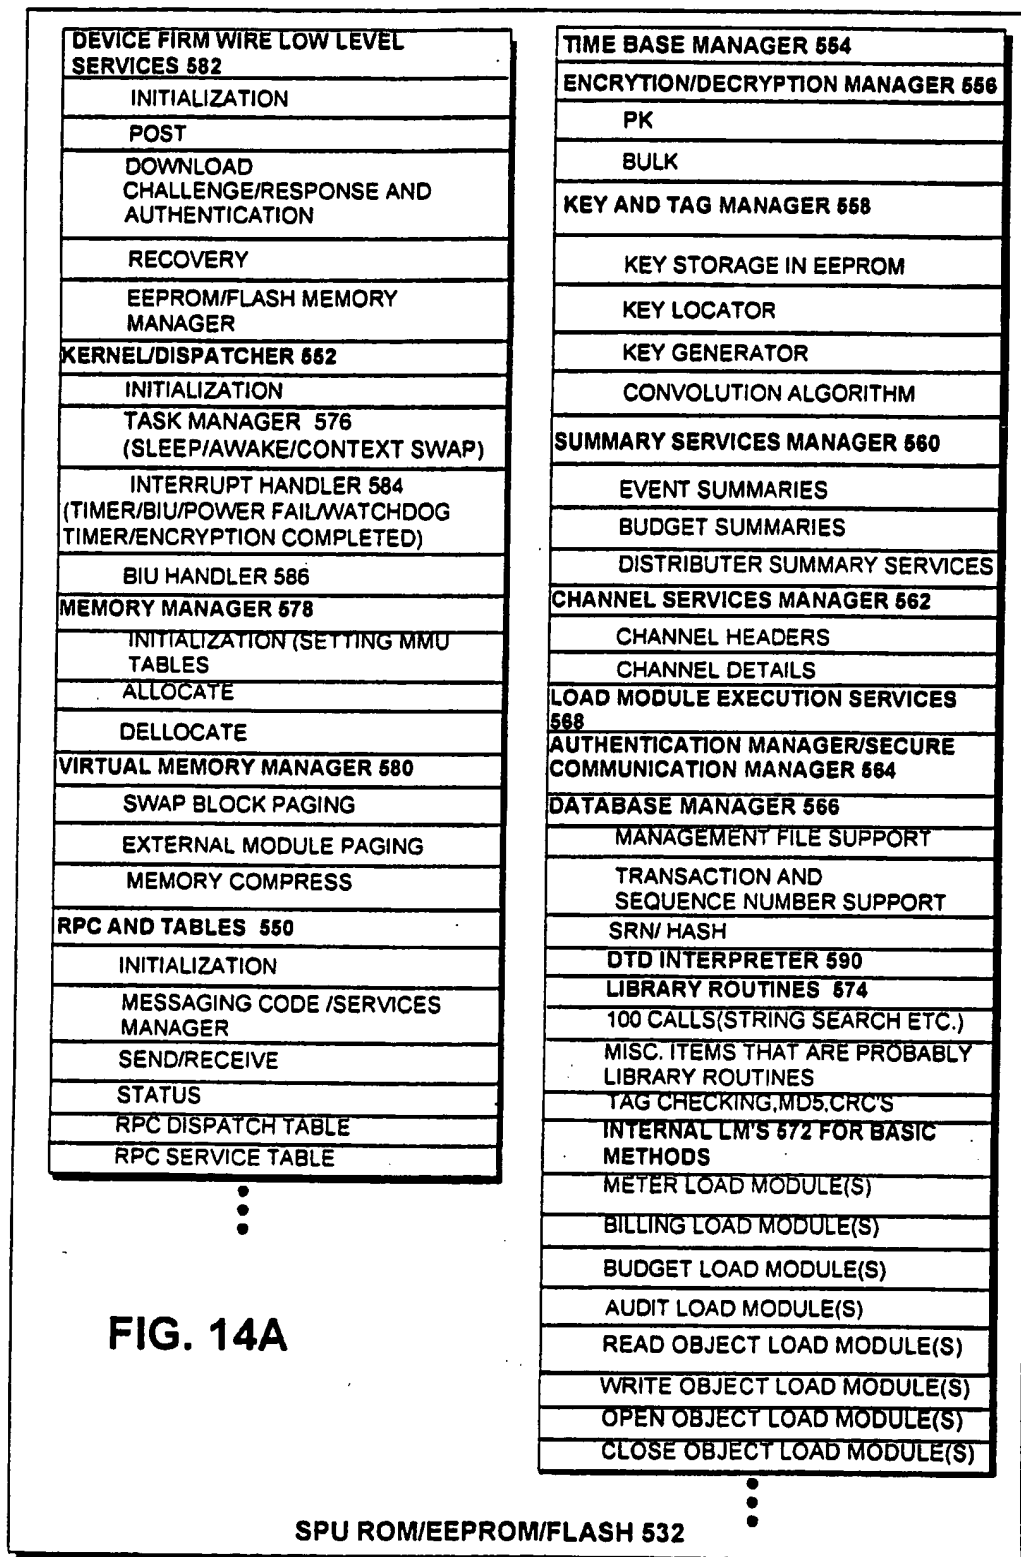 DEVICE FIRM WIRE LOW LEVEL
SERVICES 582
INITIALIZATION
POST
DOWNLOAD
CHALLENGE/RESPONSE AND
AUTHENTICATION
RECOVERY
EEPROM/FLASH MEMORY
MANAGER
KERNEL/DISPATCHER 552
INITIALIZATION
TASK MANAGER 576
(SLEEP/AWAKE/CONTEXT SWAP)
INTERRUPT HANDLER 584
(TIMER/BIU/POWER FAIL/WATCHDOG
TIMER/ENCRYPTION COMPLETED)
BIU HANDLER 586
MEMORY MANAGER 578
INITIALIZATION (SETTING MMU
TABLES
ALLOCATE
DELLOCATE
VIRTUAL MEMORY MANAGER 580
SWAP BLOCK PAGING
EXTERNAL MODULE PAGING
MEMORY COMPRESS
RPC AND TABLES 550
INITIALIZATION
MESSAGING CODE /SERVICES
MANAGER
SEND/RECEIVE
STATUS
RPC DISPATCH TABLE
RPC SERVICE TABLE
TIME BASE MANAGER 554
ENCRYTION/DECRYPTION MANAGER 556
PK
BULK
KEY AND TAG MANAGER 558
KEY STORAGE IN EEPROM
KEY LOCATOR
KEY GENERATOR
CONVOLUTION ALGORITHM
SUMMARY SERVICES MANAGER 560
EVENT SUMMARIES
BUDGET SUMMARIES
DISTRIBUTER SUMMARY SERVICES
CHANNEL SERVICES MANAGER 562
CHANNEL HEADERS
CHANNEL DETAILS
LOAD MODULE EXECUTION SERVICES
568
AUTHENTICATION MANAGER/SECURE
COMMUNICATION MANAGER 564
DATABASE MANAGER 566
MANAGEMENT FILE SUPPORT
TRANSACTION AND
SEQUENCE NUMBER SUPPORT
SRN/ HASH
DTD INTERPRETER 590
LIBRARY ROUTINES 574
100 CALLS(STRING SEARCH ETC.)
MISC. ITEMS THAT ARE PROBABLY
LIBRARY ROUTINES
TAG CHECKING,MD5,CRC'S
INTERNAL LM'S 572 FOR BASIC
METHODS
METER LOAD MODULE(S)
BILLING LOAD MODULE(S)
BUDGET LOAD MODULE(S)
AUDIT LOAD MODULE(S)
READ OBJECT LOAD MODULE(S)
WRITE OBJECT LOAD MODULE(S)
OPEN OBJECT LOAD MODULE(S)
CLOSE OBJECT LOAD MODULE(S)
FIG. 14A
SPU ROM/EEPROM/FLASH 532